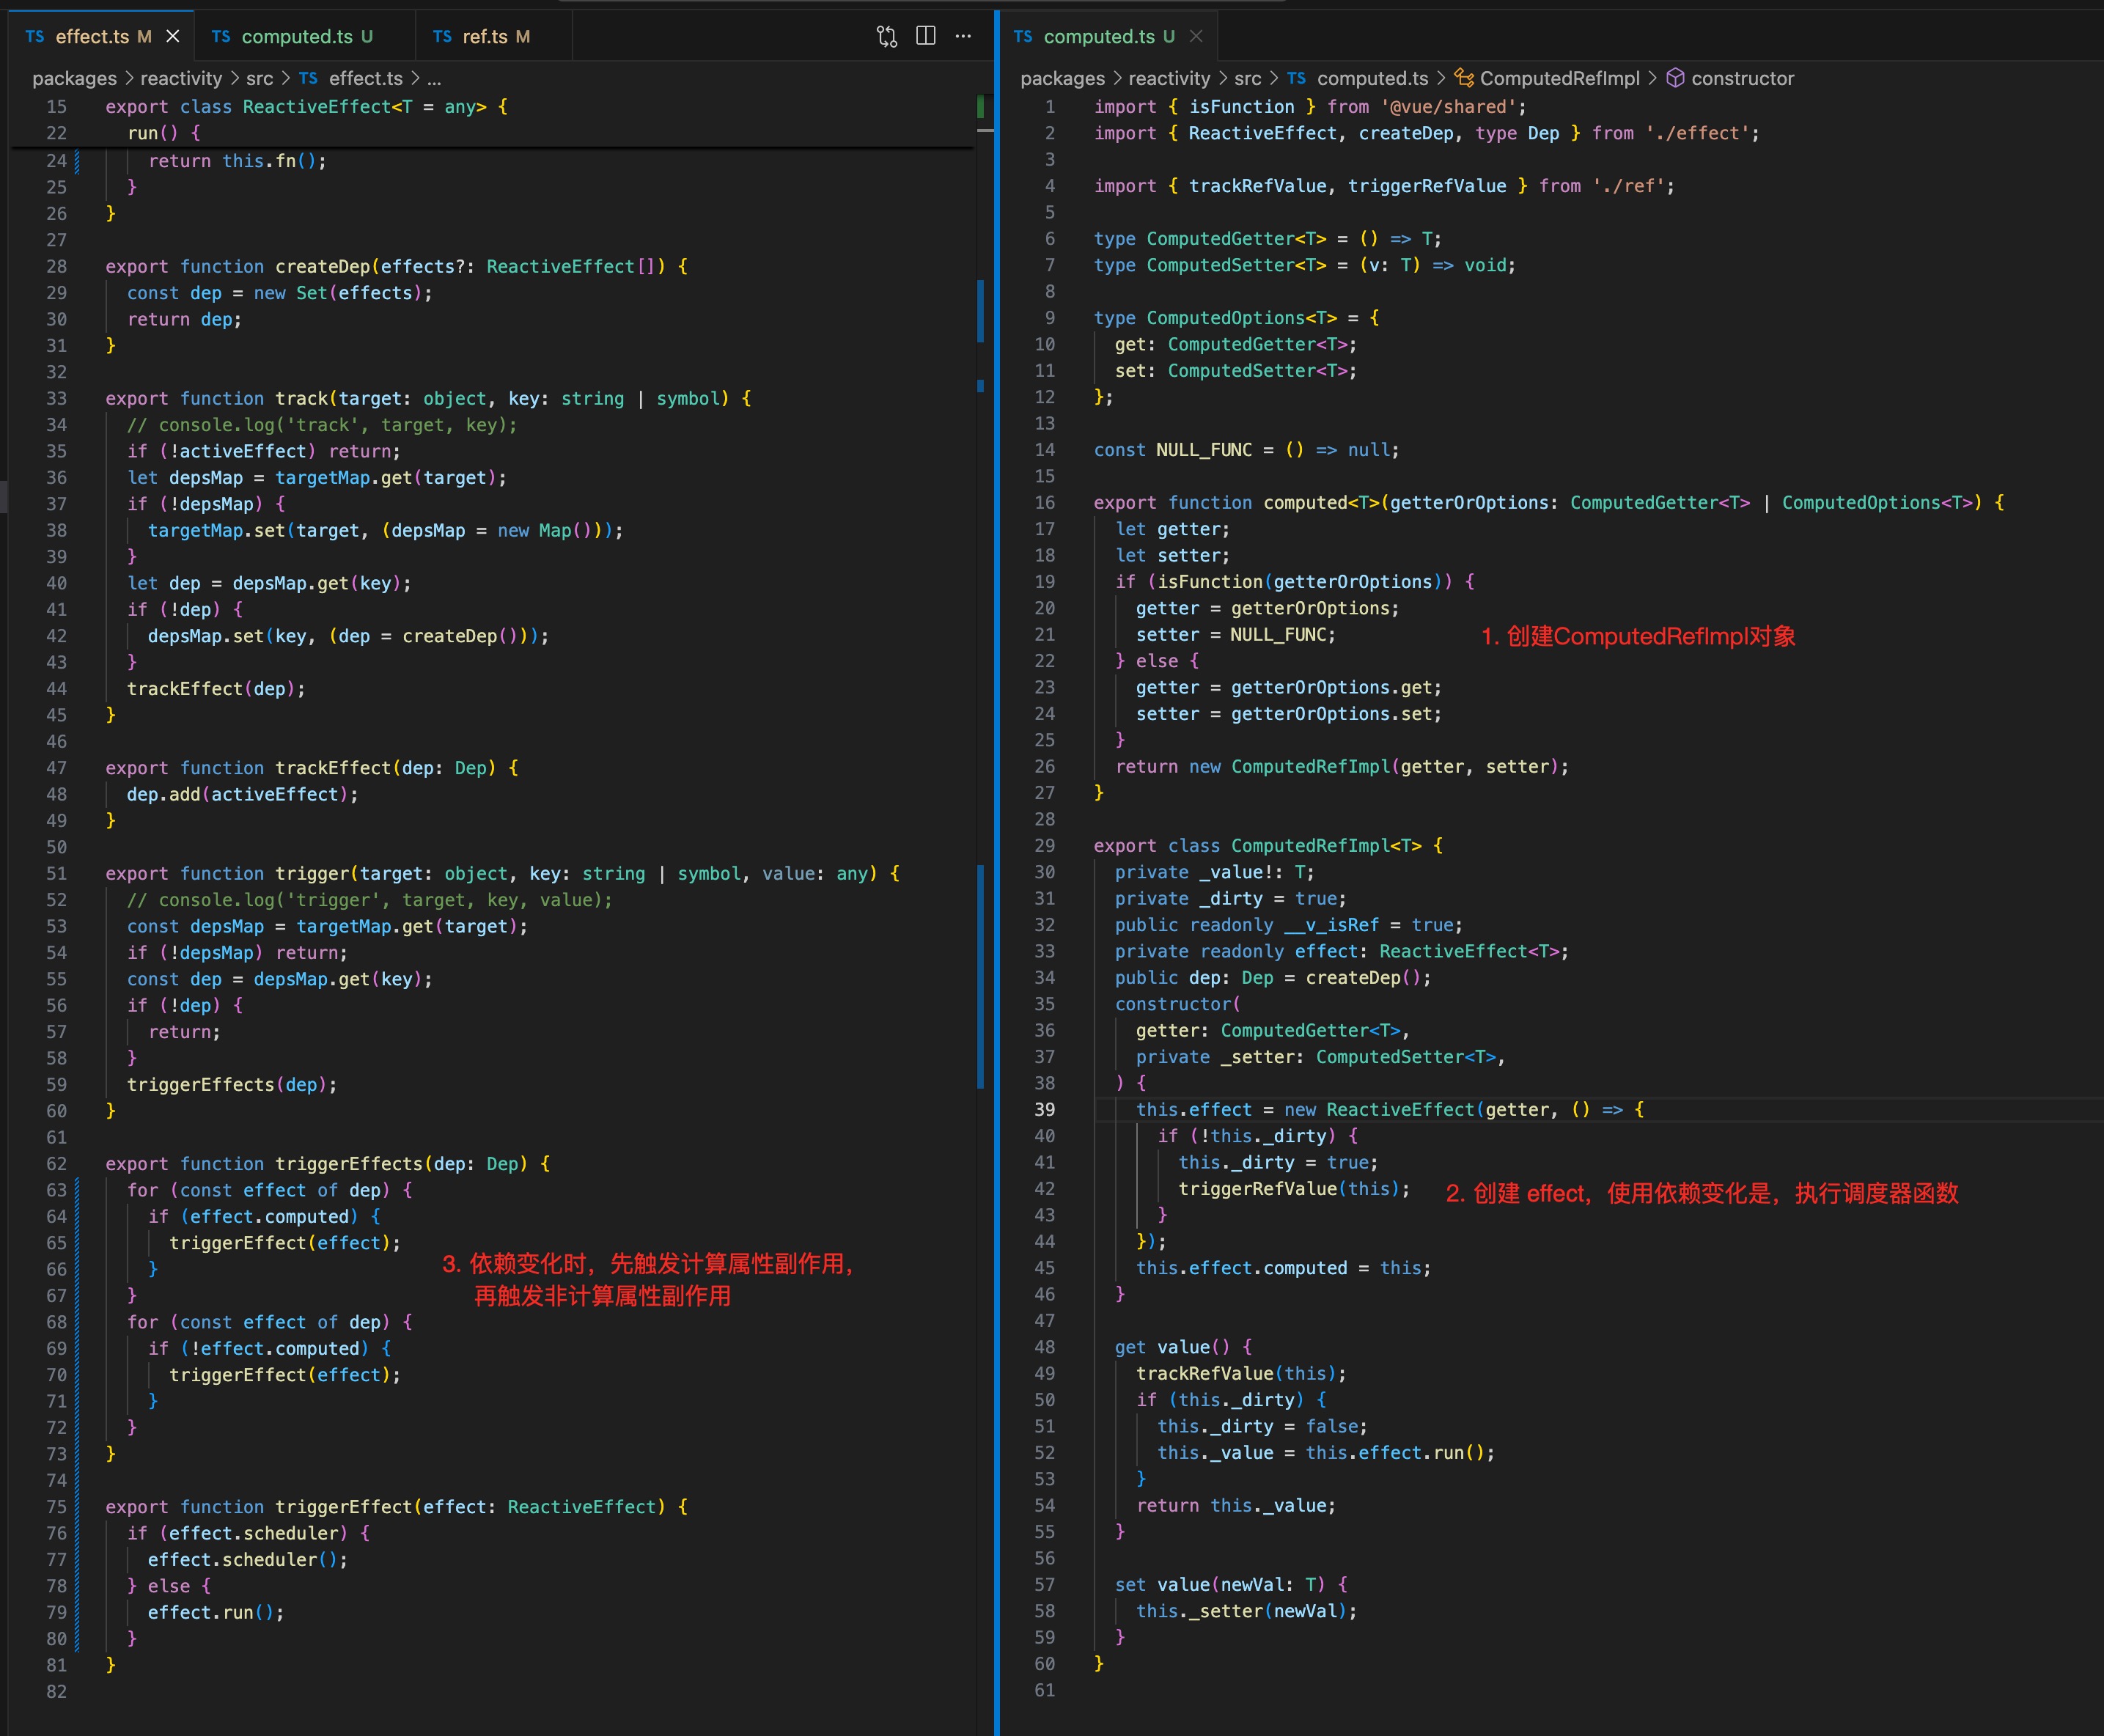 TS effect.ts M
TS computed.ts U
TS ref.ts M
packages > reactivity > src > TS effect.ts > ...
15 export class ReactiveEffect<T = any> {
22   run() {
24     return this.fn();
25   }
26 }
27
28 export function createDep(effects?: ReactiveEffect[]) {
29   const dep = new Set(effects);
30   return dep;
31 }
32
33 export function track(target: object, key: string | symbol) {
34   // console.log('track', target, key);
35   if (!activeEffect) return;
36   let depsMap = targetMap.get(target);
37   if (!depsMap) {
38     targetMap.set(target, (depsMap = new Map()));
39   }
40   let dep = depsMap.get(key);
41   if (!dep) {
42     depsMap.set(key, (dep = createDep()));
43   }
44   trackEffect(dep);
45 }
46
47 export function trackEffect(dep: Dep) {
48   dep.add(activeEffect);
49 }
50
51 export function trigger(target: object, key: string | symbol, value: any) {
52   // console.log('trigger', target, key, value);
53   const depsMap = targetMap.get(target);
54   if (!depsMap) return;
55   const dep = depsMap.get(key);
56   if (!dep) {
57     return;
58   }
59   triggerEffects(dep);
60 }
61
62 export function triggerEffects(dep: Dep) {
63   for (const effect of dep) {
64     if (effect.computed) {
65       triggerEffect(effect);
66     }
67   }
68   for (const effect of dep) {
69     if (!effect.computed) {
70       triggerEffect(effect);
71     }
72   }
73 }
74
75 export function triggerEffect(effect: ReactiveEffect) {
76   if (effect.scheduler) {
77     effect.scheduler();
78   } else {
79     effect.run();
80   }
81 }
82
3. 依赖变化时，先触发计算属性副作用，
再触发非计算属性副作用
TS computed.ts U
packages > reactivity > src > TS computed.ts > ComputedRefImpl > constructor
1 import { isFunction } from '@vue/shared';
2 import { ReactiveEffect, createDep, type Dep } from './effect';
3
4 import { trackRefValue, triggerRefValue } from './ref';
5
6 type ComputedGetter<T> = () => T;
7 type ComputedSetter<T> = (v: T) => void;
8
9 type ComputedOptions<T> = {
10   get: ComputedGetter<T>;
11   set: ComputedSetter<T>;
12 };
13
14 const NULL_FUNC = () => null;
15
16 export function computed<T>(getterOrOptions: ComputedGetter<T> | ComputedOptions<T>) {
17   let getter;
18   let setter;
19   if (isFunction(getterOrOptions)) {
20     getter = getterOrOptions;
21     setter = NULL_FUNC;
22   } else {
23     getter = getterOrOptions.get;
24     setter = getterOrOptions.set;
25   }
26   return new ComputedRefImpl(getter, setter);
27 }
28
29 export class ComputedRefImpl<T> {
30   private _value!: T;
31   private _dirty = true;
32   public readonly __v_isRef = true;
33   private readonly effect: ReactiveEffect<T>;
34   public dep: Dep = createDep();
35   constructor(
36     getter: ComputedGetter<T>,
37     private _setter: ComputedSetter<T>,
38   ) {
39     this.effect = new ReactiveEffect(getter, () => {
40       if (!this._dirty) {
41         this._dirty = true;
42         triggerRefValue(this);
43       }
44     });
45     this.effect.computed = this;
46   }
47
48   get value() {
49     trackRefValue(this);
50     if (this._dirty) {
51       this._dirty = false;
52       this._value = this.effect.run();
53     }
54     return this._value;
55   }
56
57   set value(newVal: T) {
58     this._setter(newVal);
59   }
60 }
61
1. 创建ComputedRefImpl对象
2. 创建 effect，使用依赖变化是，执行调度器函数